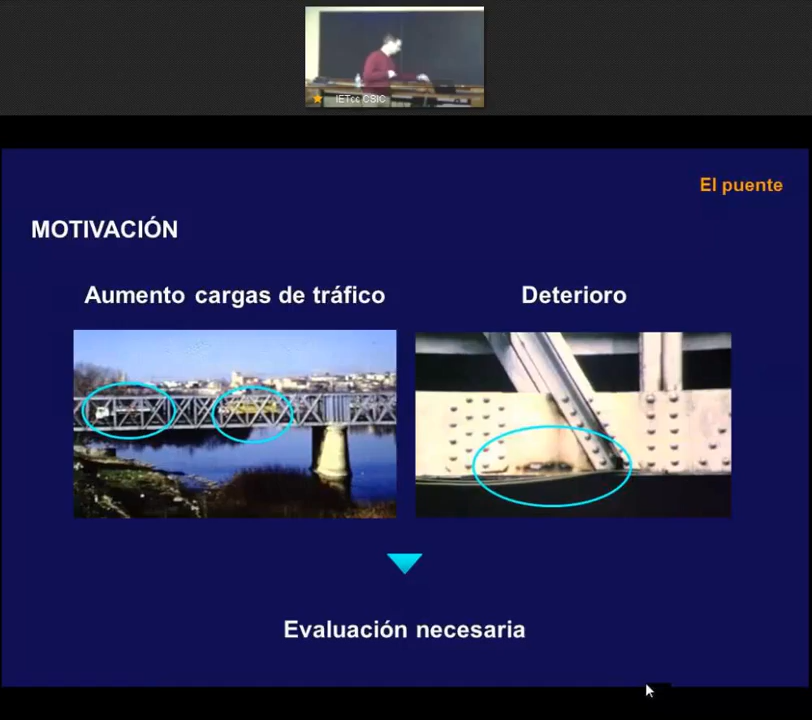 IETcc CSIC
El puente
MOTIVACIÓN
Aumento cargas de tráfico
Deterioro
Evaluación necesaria